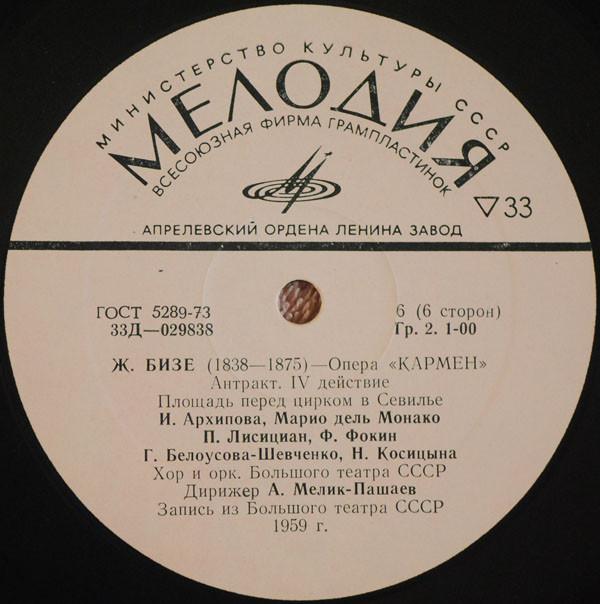 МИНИСТЕРСТВО КУЛЬТУРЫ СССР
МЕЛОДИЯ
ВСЕСОЮЗНАЯ ФИРМА ГРАМПЛАСТИНОК
33
АПРЕЛЕВСКИЙ ОРДЕНА ЛЕНИНА ЗАВОД
ГОСТ 5289-73
33Д—029838
6 (6 сторон)
Гр. 2. 1-00
Ж. БИЗЕ (1838—1875)—Опера «КАРМЕН»
Антракт. IV действие
Площадь перед цирком в Севилье
И. Архипова, Марио дель Монако
П. Лисициан, Ф. Фокин
Г. Белоусова-Шевченко, Н. Косицына
Хор и орк. Большого театра СССР
Дирижер А. Мелик-Пашаев
Запись из Большого театра СССР
1959 г.